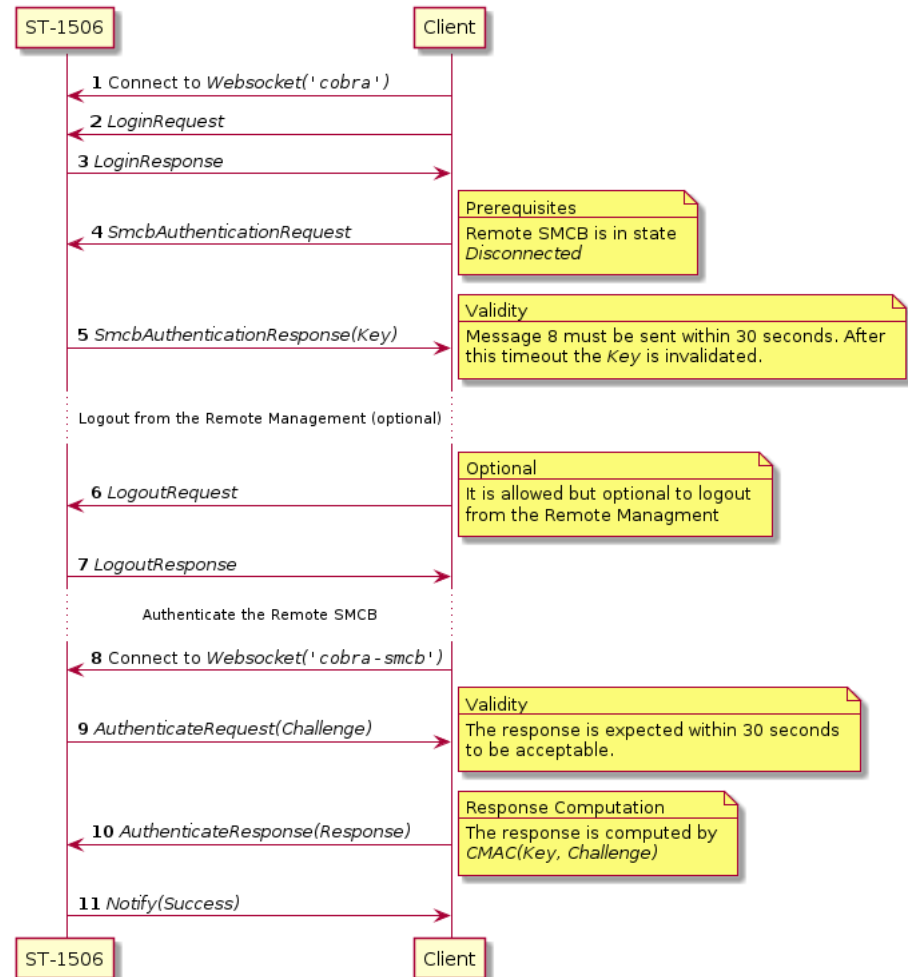 ST-1506 Client
1 Connect to Websocket('cobra')
2 LoginRequest
3 LoginResponse
Prerequisites
Remote SMCB is in state
Disconnected
4 SmcbAuthenticationRequest
Validity
Message 8 must be sent within 30 seconds. After
this timeout the Key is invalidated.
5 SmcbAuthenticationResponse(Key)
Logout from the Remote Management (optional)
Optional
It is allowed but optional to logout
from the Remote Managment
6 LogoutRequest
7 LogoutResponse
Authenticate the Remote SMCB
8 Connect to Websocket('cobra-smcb')
Validity
The response is expected within 30 seconds
to be acceptable.
9 AuthenticateRequest(Challenge)
Response Computation
The response is computed by
CMAC(Key, Challenge)
10 AuthenticateResponse(Response)
11 Notify(Success)
ST-1506 Client